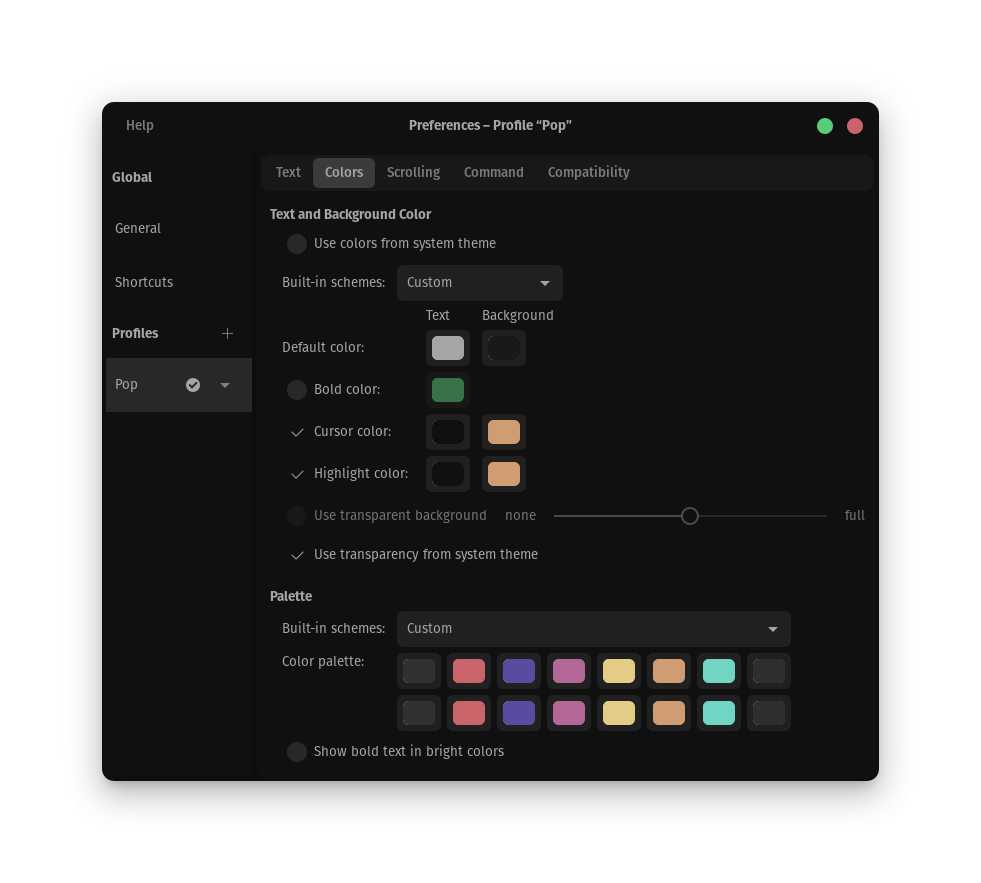 Help
Preferences – Profile “Pop”
Global
General
Shortcuts
Profiles
Pop
Text Colors Scrolling Command Compatibility
Text and Background Color
Use colors from system theme
Built-in schemes: Custom
Text Background
Default color:
Bold color:
Cursor color:
Highlight color:
Use transparent background none full
Use transparency from system theme
Palette
Built-in schemes: Custom
Color palette:
Show bold text in bright colors